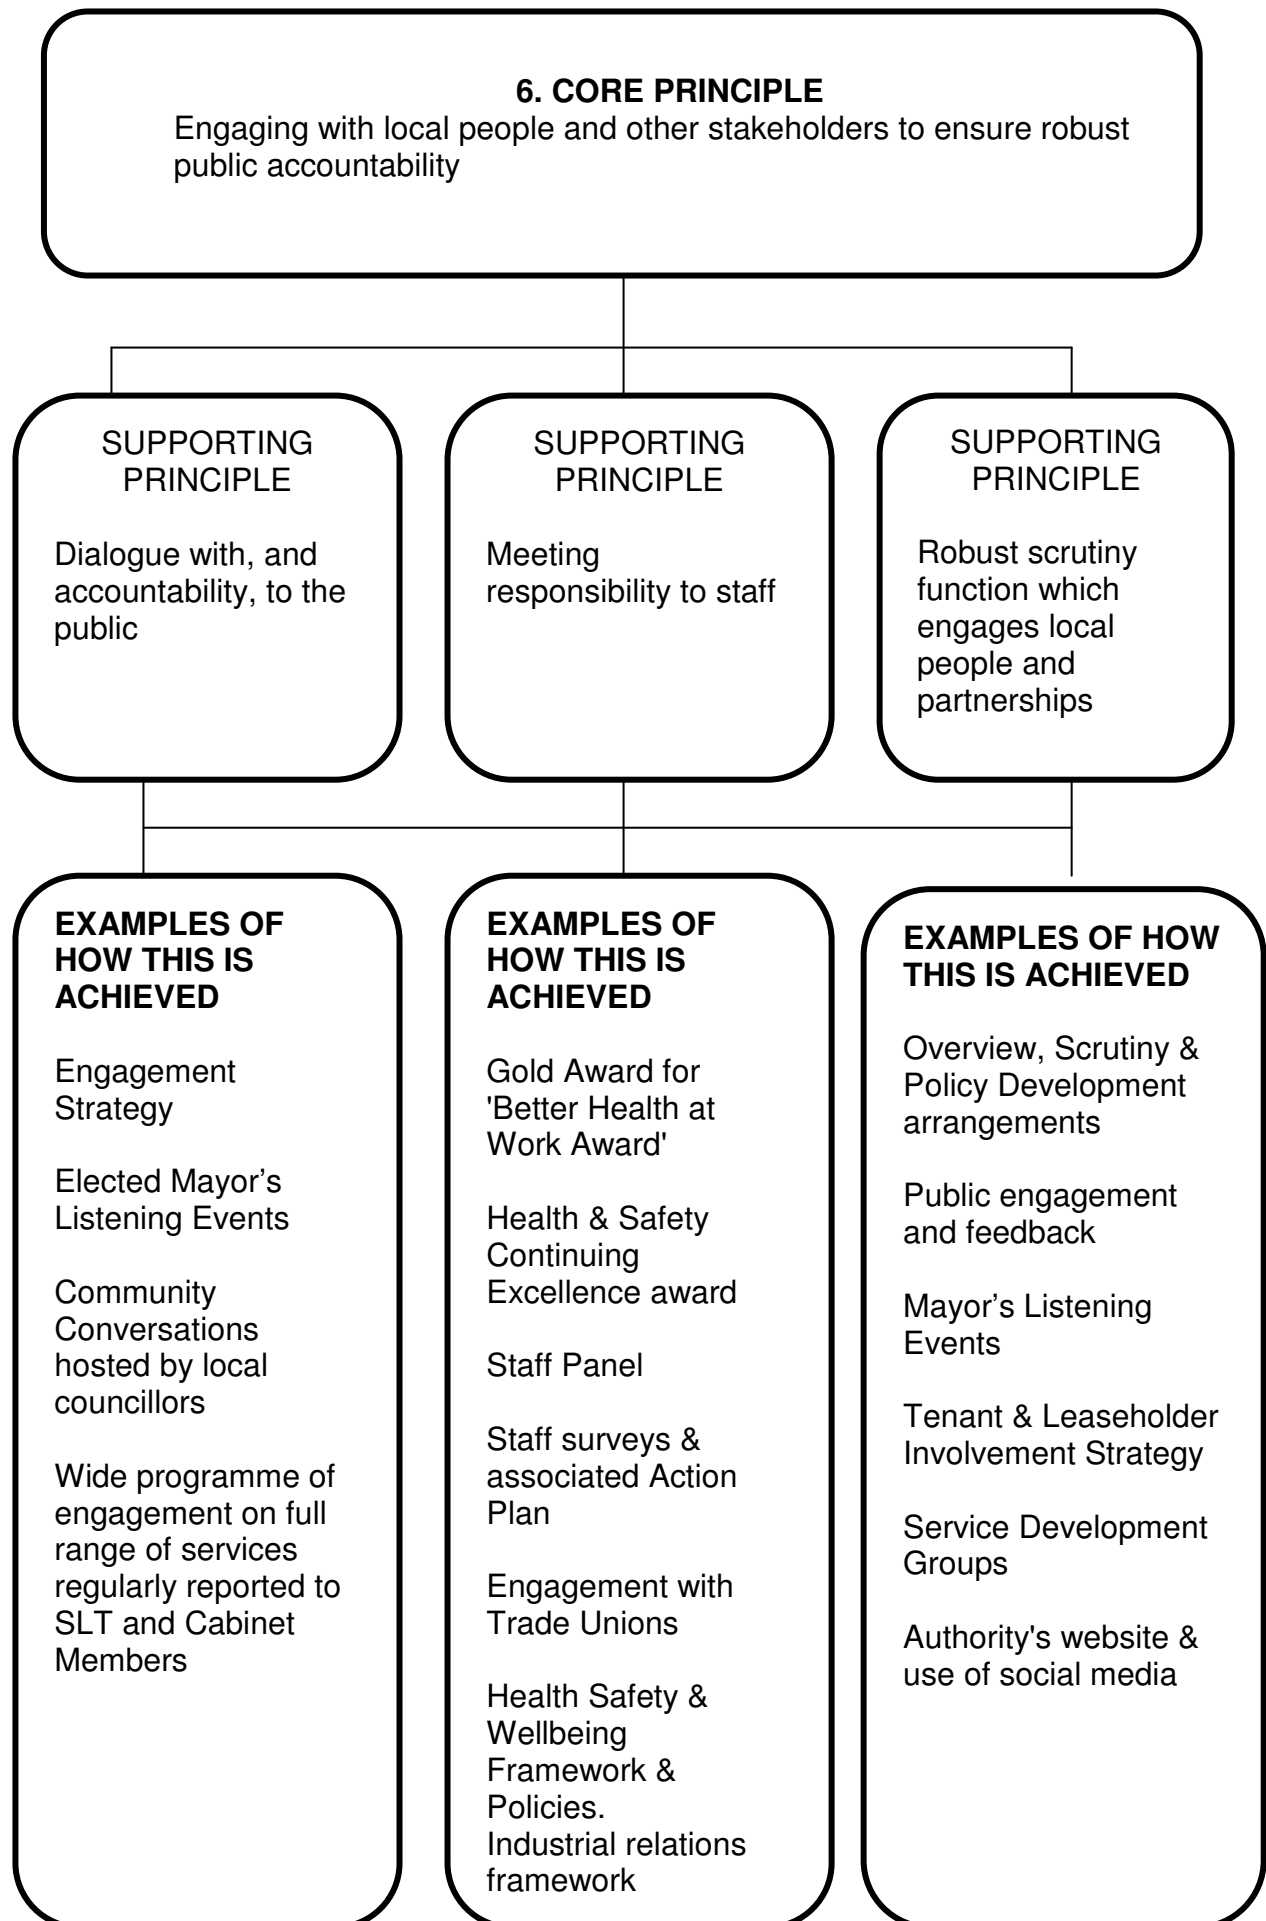 6. CORE PRINCIPLE
Engaging with local people and other stakeholders to ensure robust
public accountability
SUPPORTING
PRINCIPLE
Dialogue with, and
accountability, to the
public
SUPPORTING
PRINCIPLE
Meeting
responsibility to staff
SUPPORTING
PRINCIPLE
Robust scrutiny
function which
engages local
people and
partnerships
EXAMPLES OF
HOW THIS IS
ACHIEVED
Engagement
Strategy
Elected Mayor’s
Listening Events
Community
Conversations
hosted by local
councillors
Wide programme of
engagement on full
range of services
regularly reported to
SLT and Cabinet
Members
EXAMPLES OF
HOW THIS IS
ACHIEVED
Gold Award for
'Better Health at
Work Award'
Health & Safety
Continuing
Excellence award
Staff Panel
Staff surveys &
associated Action
Plan
Engagement with
Trade Unions
Health Safety &
Wellbeing
Framework &
Policies.
Industrial relations
framework
EXAMPLES OF HOW
THIS IS ACHIEVED
Overview, Scrutiny &
Policy Development
arrangements
Public engagement
and feedback
Mayor’s Listening
Events
Tenant & Leaseholder
Involvement Strategy
Service Development
Groups
Authority's website &
use of social media